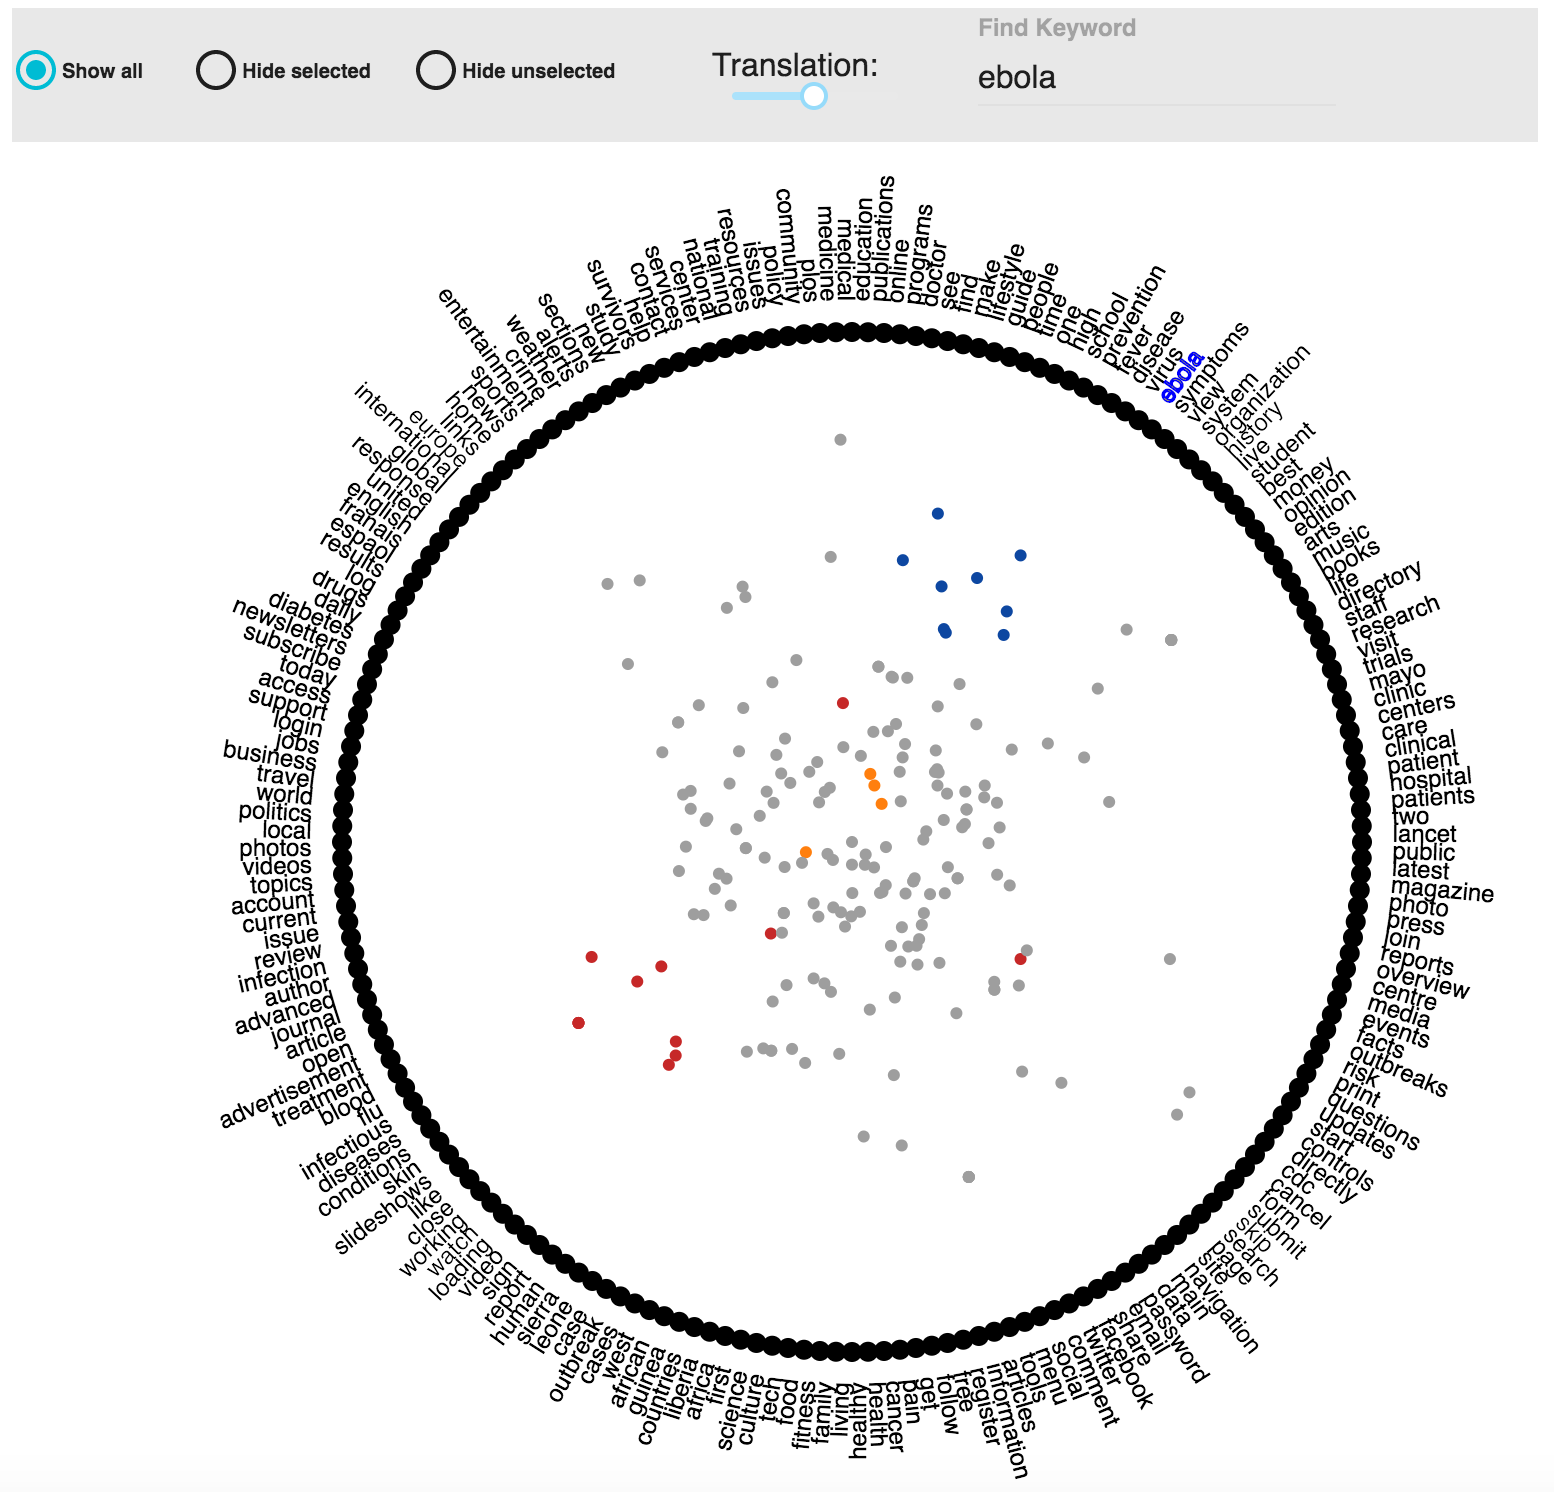 Find Keyword
Show all
Hide selected
Hide unselected
Translation:
ebola
community
medicine
medical
education
publications
online
programs
doctor
see
find
make
lifestyle
guide
people
time
one
high
school
prevention
fever
disease
virus
ebola
symptoms
view
system
organization
history
live
student
best
money
opinion
edition
arts
music
books
life
directory
staff
research
visit
trials
mayo
clinic
centers
care
clinical
patient
hospital
patients
two
lancet
public
latest
magazine
photo
press
join
reports
overview
centre
media
events
facts
outbreaks
risk
print
questions
updates
start
controls
directly
cdc
cancel
form
submit
skip
search
page
site
navigation
main
data
password
email
share
facebook
twitter
comment
social
menu
tools
articles
information
register
free
follow
get
pain
cancer
health
healthy
living
family
fitness
food
tech
culture
science
first
africa
liberia
countries
guinea
african
west
cases
outbreak
case
leone
sierra
human
report
sign
video
loading
watch
working
close
like
slideshows
skin
conditions
diseases
infectious
flu
blood
treatment
advertisement
open
article
journal
advanced
author
infection
review
issue
current
account
topics
videos
photos
local
politics
world
travel
business
jobs
login
support
access
today
subscribe
newsletters
diabetes
daily
drugs
log
results
espaol
franais
english
united
response
global
international
europe
links
home
news
sports
entertainment
crime
weather
alerts
sections
new
study
survivors
help
contact
services
center
national
training
resources
issues
policy
plos